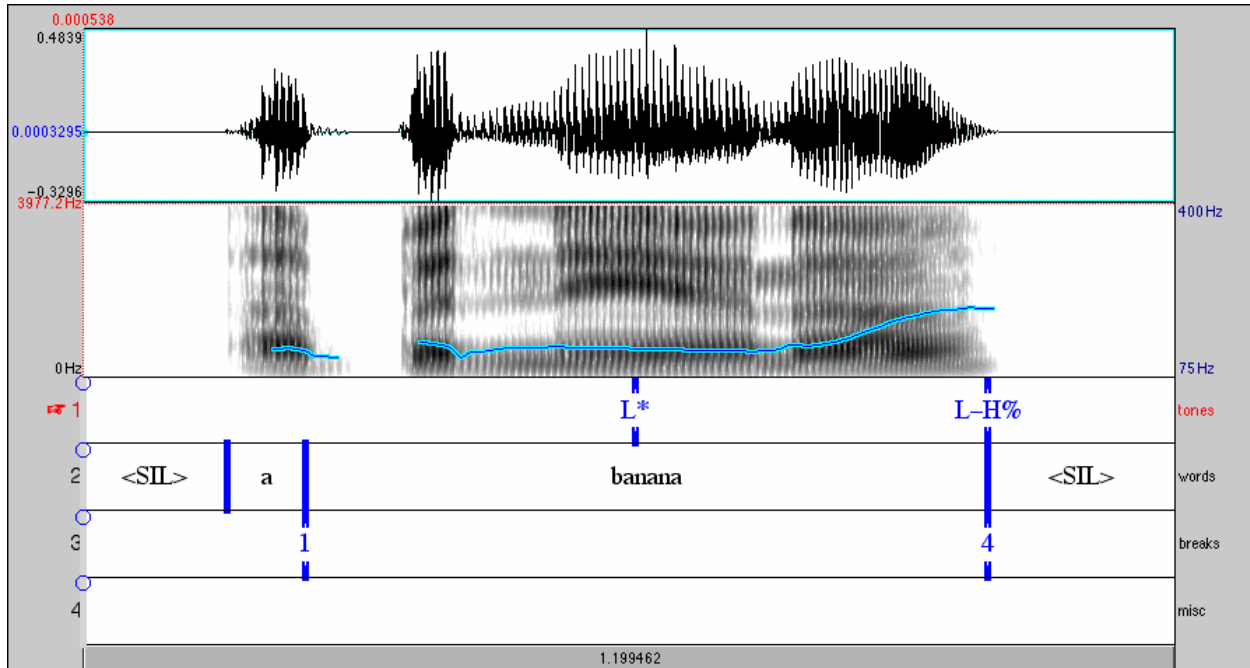 0.000538
0.4839
0.0003295
−0.3296
3977.2 Hz
400 Hz
0 Hz
75 Hz
1 L* L−H% tones
2 <SIL> a banana <SIL> words
3 1 4 breaks
4 misc
1.199462